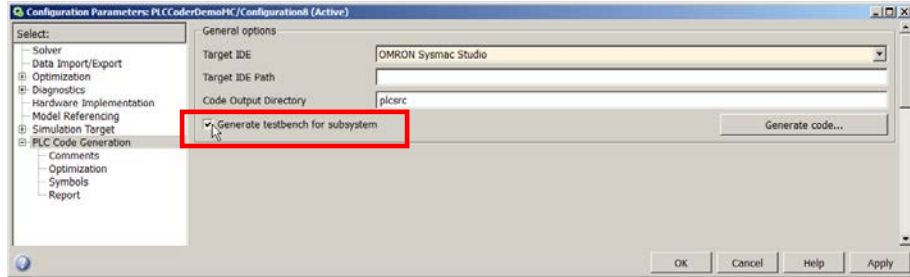 Configuration Parameters: PLCCoderDemoMC/Configuration8 (Active)
Select:
Solver
Data Import/Export
Optimization
Diagnostics
Hardware Implementation
Model Referencing
Simulation Target
PLC Code Generation
Comments
Optimization
Symbols
Report
General options
Target IDE
OMRON Sysmac Studio
Target IDE Path
Code Output Directory
plcsrc
Generate testbench for subsystem
Generate code...
OK
Cancel
Help
Apply